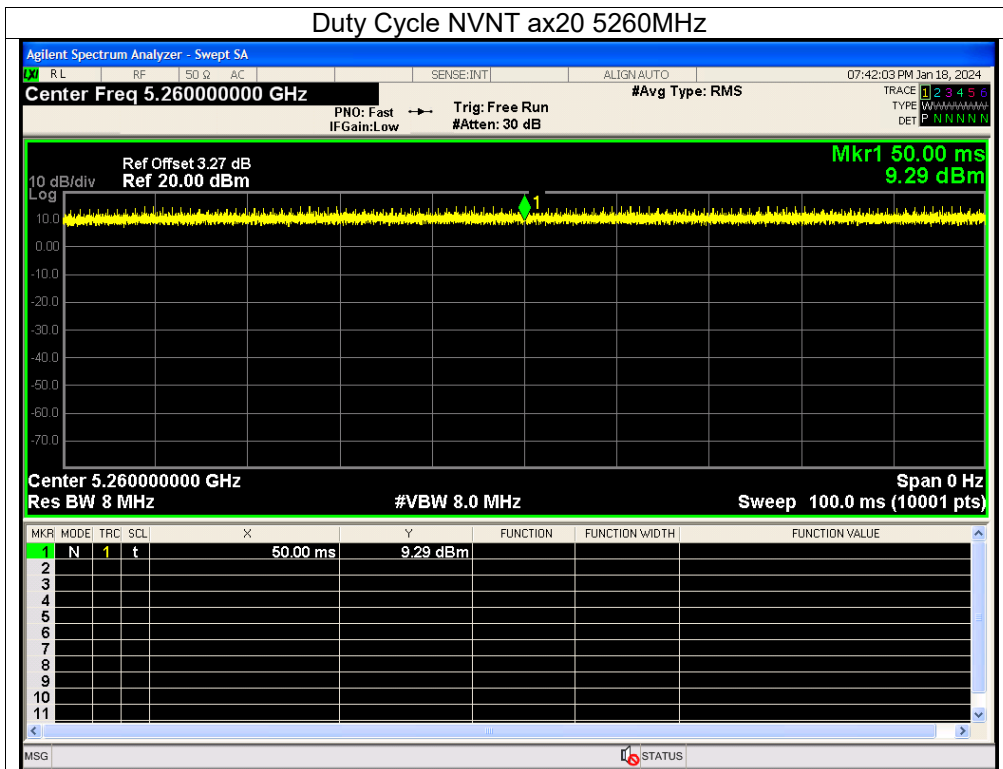 Duty Cycle NVNT ax20 5260MHz
Agilent Spectrum Analyzer - Swept SA
LXI RL RF 50 Ω AC SENSE:INT ALIGN AUTO 07:42:03 PM Jan 18, 2024
Center Freq 5.260000000 GHz #Avg Type: RMS TRACE 1 2 3 4 5 6
PNO: Fast Trig: Free Run TYPE
IFGain:Low #Atten: 30 dB DET P N N N N N
Mkr1 50.00 ms
9.29 dBm
Ref Offset 3.27 dB
10 dB/div Ref 20.00 dBm
Log
1
10.0
0.00
-10.0
-20.0
-30.0
-40.0
-50.0
-60.0
-70.0
Center 5.260000000 GHz Span 0 Hz
Res BW 8 MHz #VBW 8.0 MHz Sweep 100.0 ms (10001 pts)
MKR MODE TRC SCL X Y FUNCTION FUNCTION WIDTH FUNCTION VALUE
1 N 1 t 50.00 ms 9.29 dBm
2
3
4
5
6
7
8
9
10
11
MSG STATUS